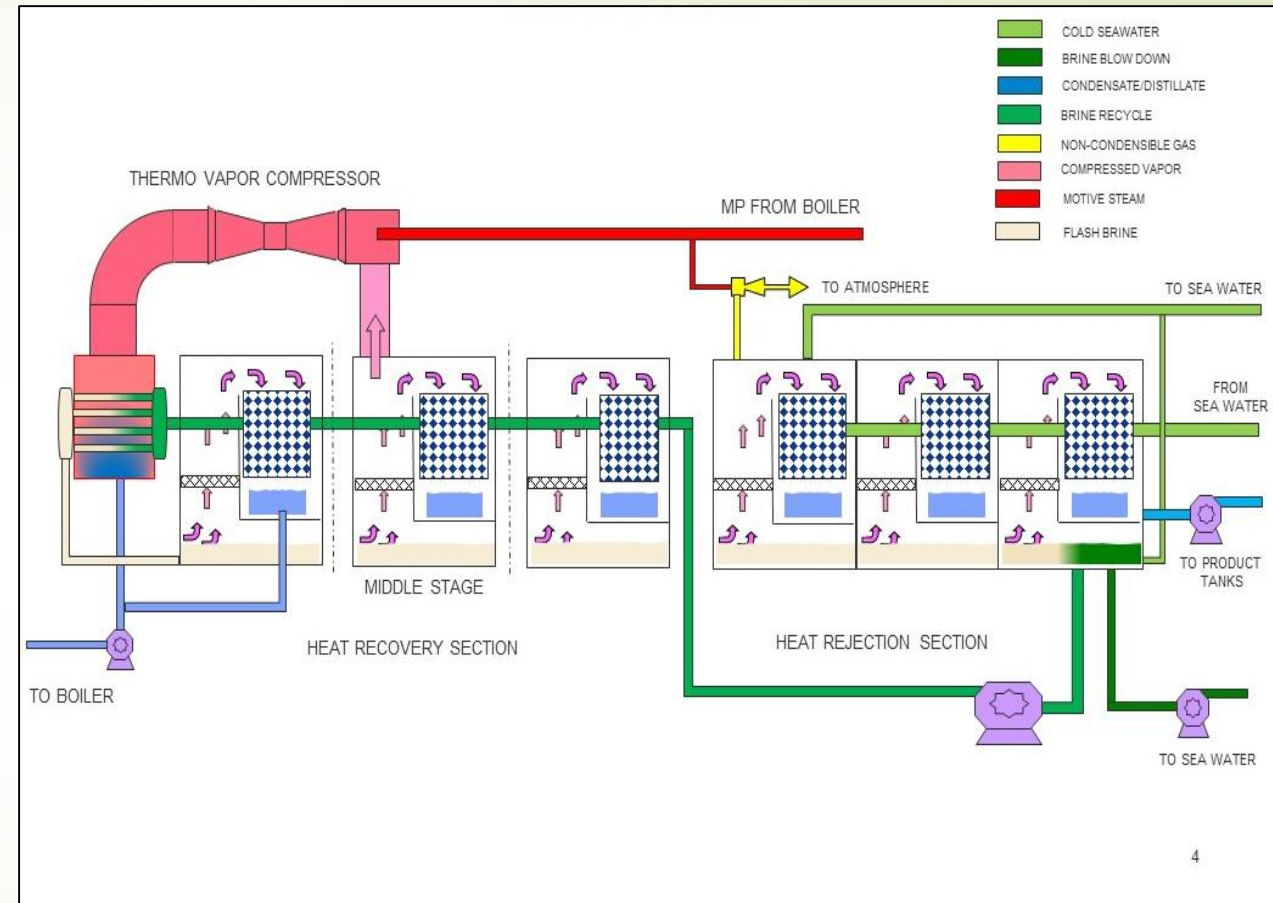 COLD SEAWATER
BRINE BLOW DOWN
CONDENSATE/DISTILLATE
BRINE RECYCLE
NON-CONDENSIBLE GAS
COMPRESSED VAPOR
MOTIVE STEAM
FLASH BRINE
THERMO VAPOR COMPRESSOR
MP FROM BOILER
TO ATMOSPHERE
TO SEA WATER
FROM
SEA WATER
TO PRODUCT
TANKS
MIDDLE STAGE
HEAT RECOVERY SECTION
HEAT REJECTION SECTION
TO BOILER
TO SEA WATER
4